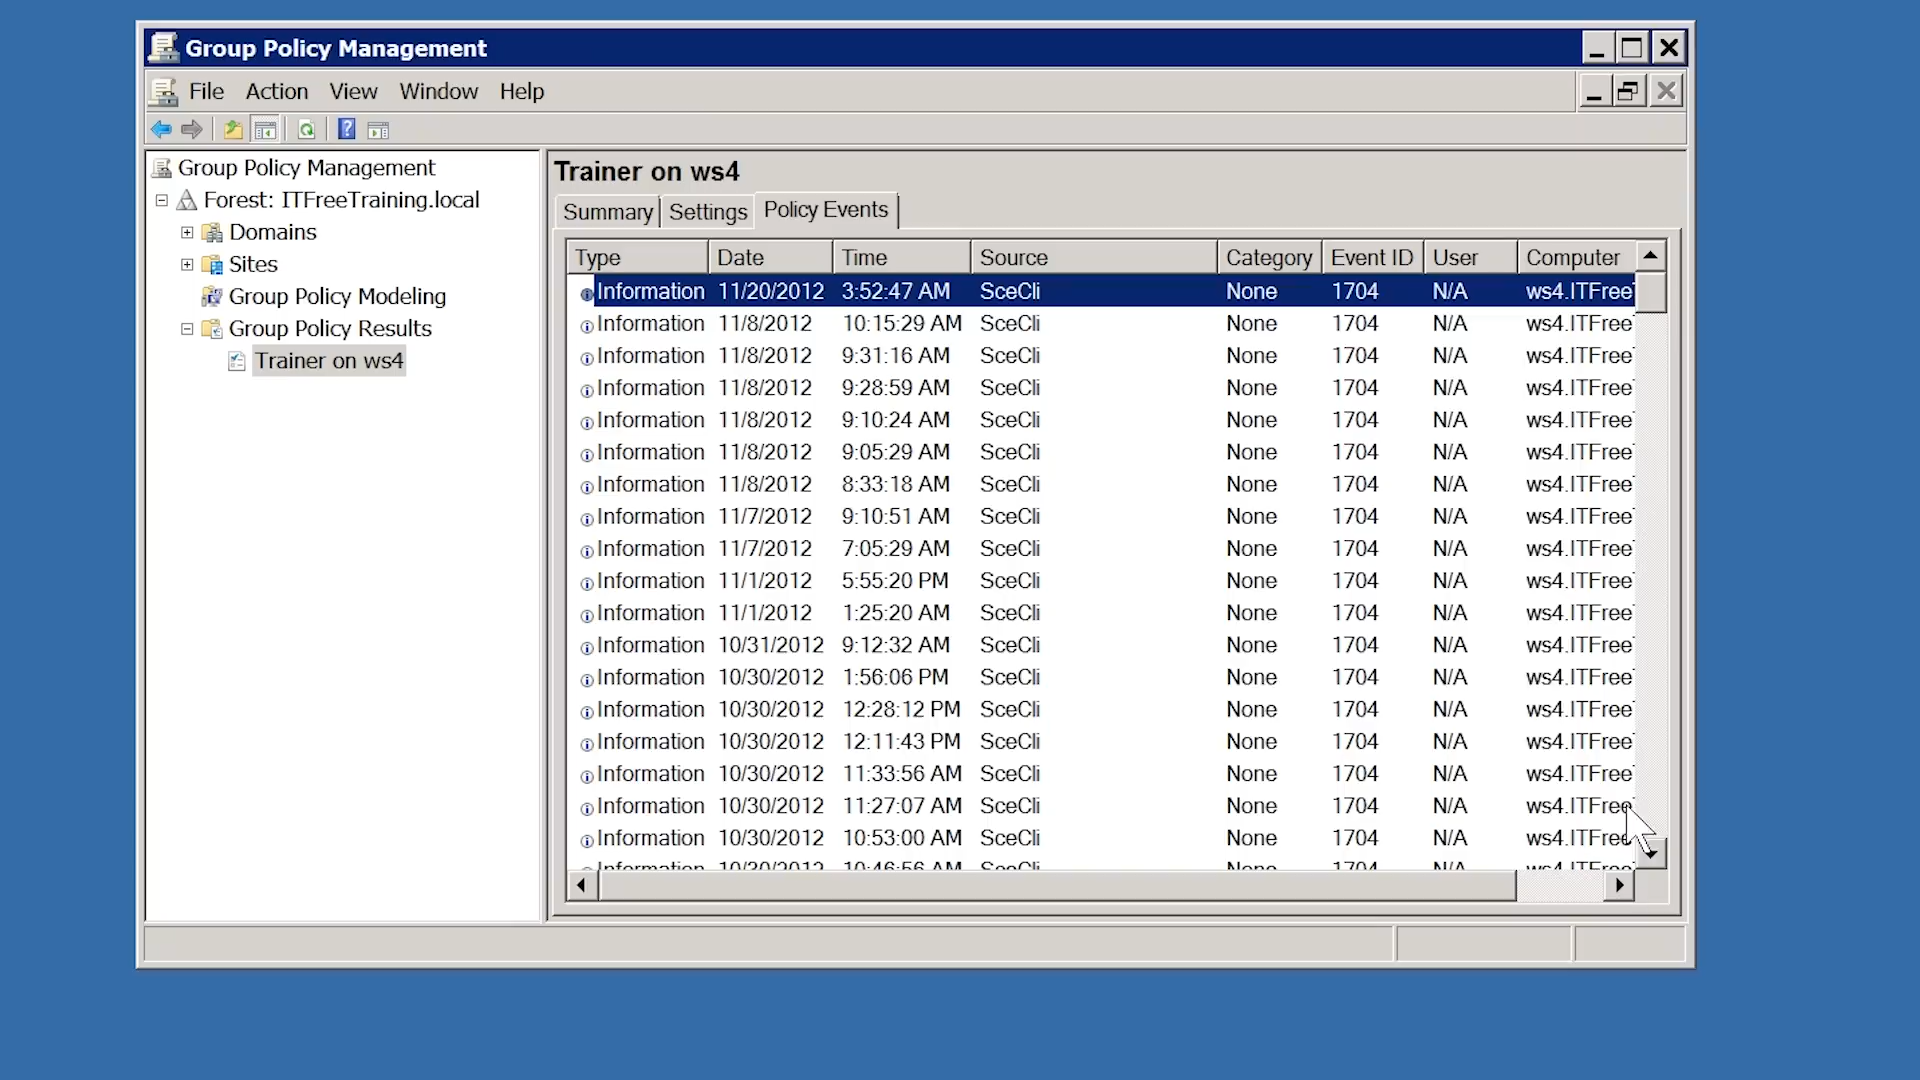 Group Policy Management
File Action View Window Help
Group Policy Management
Forest: ITFreeTraining.local
Domains
Sites
Group Policy Modeling
Group Policy Results
Trainer on ws4
Trainer on ws4
Summary Settings Policy Events
Type Date Time Source Category Event ID User Computer
Information 11/20/2012 3:52:47 AM SceCli None 1704 N/A ws4.ITFree
Information 11/8/2012 10:15:29 AM SceCli None 1704 N/A ws4.ITFree
Information 11/8/2012 9:31:16 AM SceCli None 1704 N/A ws4.ITFree
Information 11/8/2012 9:28:59 AM SceCli None 1704 N/A ws4.ITFree
Information 11/8/2012 9:10:24 AM SceCli None 1704 N/A ws4.ITFree
Information 11/8/2012 9:05:29 AM SceCli None 1704 N/A ws4.ITFree
Information 11/8/2012 8:33:18 AM SceCli None 1704 N/A ws4.ITFree
Information 11/7/2012 9:10:51 AM SceCli None 1704 N/A ws4.ITFree
Information 11/7/2012 7:05:29 AM SceCli None 1704 N/A ws4.ITFree
Information 11/1/2012 5:55:20 PM SceCli None 1704 N/A ws4.ITFree
Information 11/1/2012 1:25:20 AM SceCli None 1704 N/A ws4.ITFree
Information 10/31/2012 9:12:32 AM SceCli None 1704 N/A ws4.ITFree
Information 10/30/2012 1:56:06 PM SceCli None 1704 N/A ws4.ITFree
Information 10/30/2012 12:28:12 PM SceCli None 1704 N/A ws4.ITFree
Information 10/30/2012 12:11:43 PM SceCli None 1704 N/A ws4.ITFree
Information 10/30/2012 11:33:56 AM SceCli None 1704 N/A ws4.ITFree
Information 10/30/2012 11:27:07 AM SceCli None 1704 N/A ws4.ITFree
Information 10/30/2012 10:53:00 AM SceCli None 1704 N/A ws4.ITFree
Information 10/30/2012 10:46:56 AM SceCli None 1704 N/A ws4.ITFree